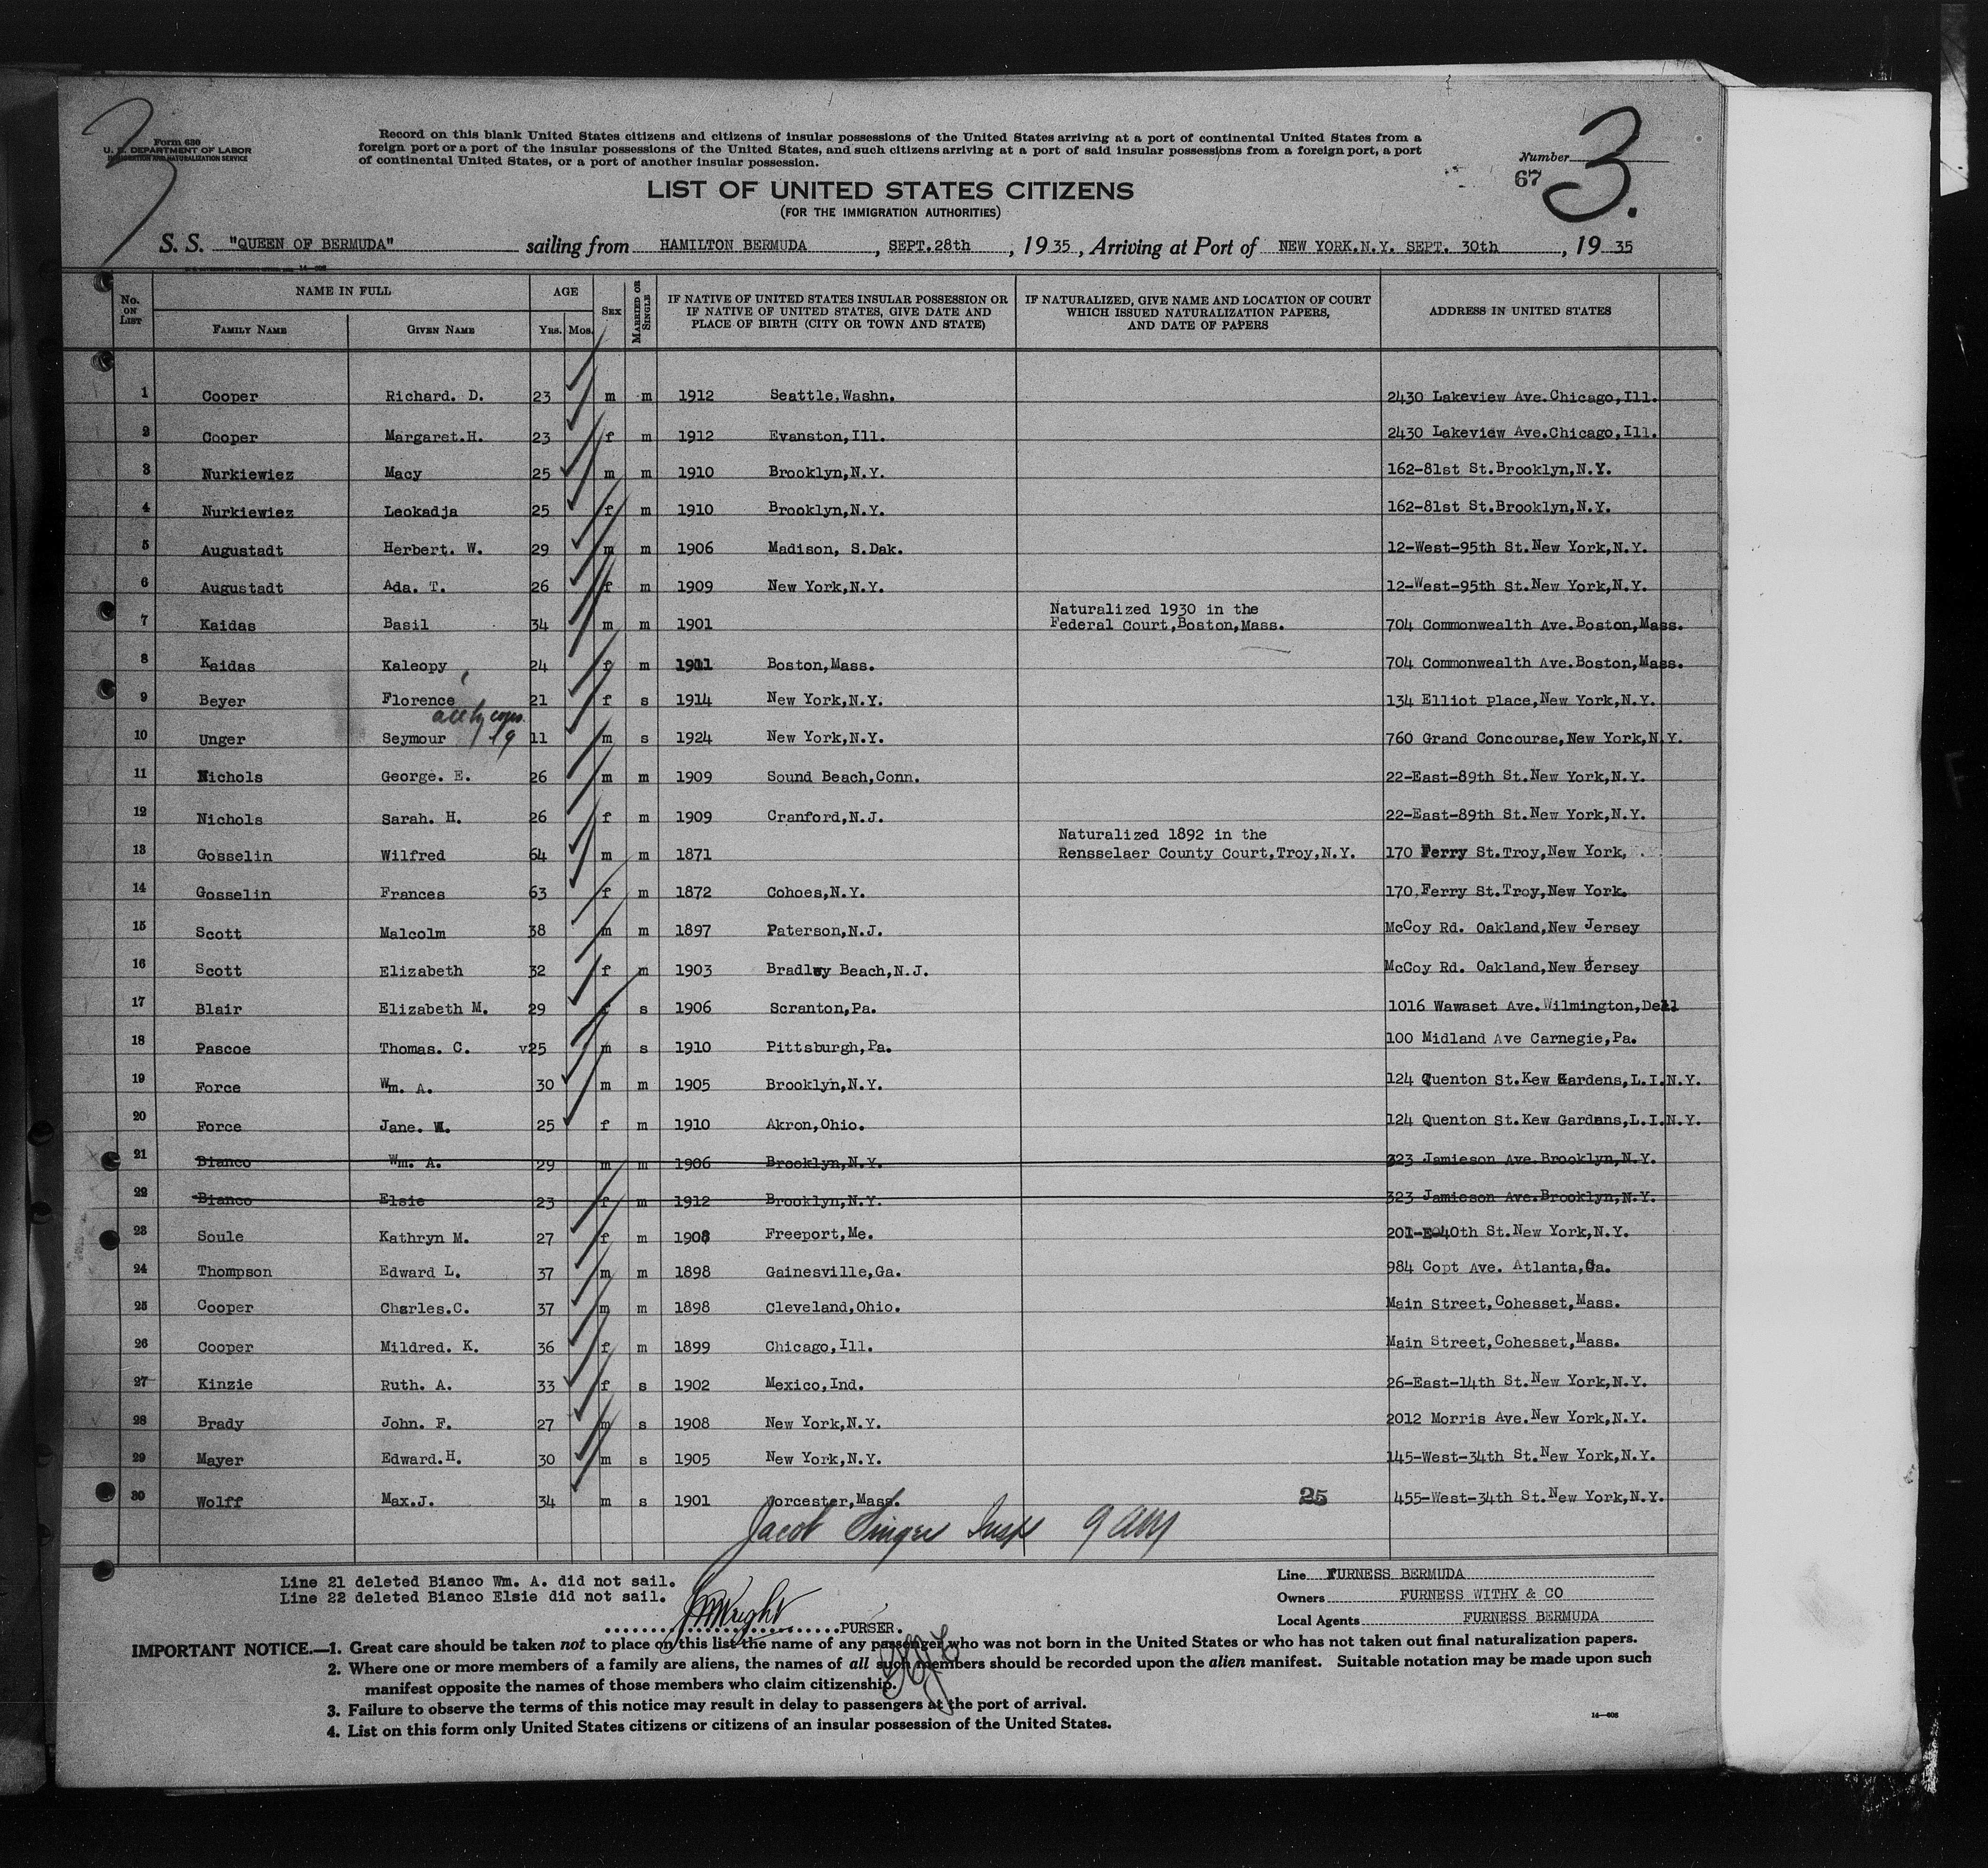 3
3.
Form 630
U. S. DEPARTMENT OF LABOR
IMMIGRATION AND NATURALIZATION SERVICE
Record on this blank United States citizens and citizens of insular possessions of the United States arriving at a port of continental United States from a
foreign port or a port of the insular possessions of the United States, and such citizens arriving at a port of said insular possessions from a foreign port, a port
of continental United States, or a port of another insular possession.
Number
67
LIST OF UNITED STATES CITIZENS
(FOR THE IMMIGRATION AUTHORITIES)
S. S. "QUEEN OF BERMUDA" sailing from HAMILTON BERMUDA, SEPT.28th, 1935, Arriving at Port of NEW YORK.N.Y. SEPT. 30th, 1935
No. ON LIST NAME IN FULL FAMILY NAME GIVEN NAME AGE YRS. MOS. SEX MARRIED OR SINGLE IF NATIVE OF UNITED STATES INSULAR POSSESSION OR IF NATIVE OF UNITED STATES, GIVE DATE AND PLACE OF BIRTH (CITY OR TOWN AND STATE) IF NATURALIZED, GIVE NAME AND LOCATION OF COURT WHICH ISSUED NATURALIZATION PAPERS, AND DATE OF PAPERS ADDRESS IN UNITED STATES
1 Cooper Richard. D. 23 m m 1912 Seattle,Washn. 2430 Lakeview Ave.Chicago,Ill.
2 Cooper Margaret.H. 23 f m 1912 Evanston,Ill. 2430 Lakeview Ave.Chicago,Ill.
3 Nurkiewiez Macy 25 m m 1910 Brooklyn,N.Y. 162-81st St.Brooklyn,N.Y.
4 Nurkiewiez Leokadja 25 f m 1910 Brooklyn,N.Y. 162-81st St.Brooklyn,N.Y.
5 Augustadt Herbert. W. 29 m m 1906 Madison, S.Dak. 12-West-95th St.New York,N.Y.
6 Augustadt Ada. T. 26 f m 1909 New York,N.Y. 12-West-95th St.New York,N.Y.
Naturalized 1930 in the
7 Kaidas Basil 34 m m 1901 Federal Court,Boston,Mass. 704 Commonwealth Ave.Boston,Mass.
8 Kaidas Kaleopy 24 f m 1911 Boston,Mass. 704 Commonwealth Ave.Boston,Mass.
9 Beyer Florence 21 f s 1914 New York,N.Y. 134 Elliot place,New York,N.Y.
10 Unger Seymour 11 m s 1924 New York,N.Y. 760 Grand Concourse,New York,N.Y.
11 Nichols George. E. 26 m m 1909 Sound Beach,Conn. 22-East-89th St.New York,N.Y.
12 Nichols Sarah. H. 26 f m 1909 Cranford,N.J. 22-East-89th St.New York,N.Y.
Naturalized 1892 in the
13 Gosselin Wilfred 64 m m 1871 Rensselaer County Court,Troy,N.Y. 170 Ferry St.Troy,New York,
14 Gosselin Frances 63 f m 1872 Cohoes,N.Y. 170 Ferry St.Troy,New York.
15 Scott Malcolm 38 m m 1897 Paterson,N.J. McCoy Rd. Oakland,New Jersey
16 Scott Elizabeth 32 f m 1903 Bradley Beach,N.J. McCoy Rd. Oakland,New Jersey
17 Blair Elizabeth M. 29 f s 1906 Scranton,Pa. 1016 Wawaset Ave.Wilmington,Dell
18 Pascoe Thomas. C. v25 m s 1910 Pittsburgh,Pa. 100 Midland Ave Carnegie,Pa.
19 Force Wm. A. 30 m m 1905 Brooklyn,N.Y. 124 Quenton St.Kew Gardens,L.I.N.Y.
20 Force Jane. W. 25 f m 1910 Akron,Ohio. 124 Quenton St.Kew Gardens,L.I.N.Y.
21 Bianco Wm. A. 29 m m 1906 Brooklyn,N.Y. 323 Jamieson Ave.Brooklyn,N.Y.
22 Bianco Elsie 23 f m 1912 Brooklyn,N.Y. 323 Jamieson Ave.Brooklyn,N.Y.
23 Soule Kathryn M. 27 f m 1908 Freeport,Me. 201-E-40th St.New York,N.Y.
24 Thompson Edward L. 37 m m 1898 Gainesville,Ga. 984 Copt Ave. Atlanta,Ga.
25 Cooper Charles.C. 37 m m 1898 Cleveland,Ohio. Main Street,Cohesset,Mass.
26 Cooper Mildred. K. 36 f m 1899 Chicago,Ill. Main Street,Cohesset,Mass.
27 Kinzie Ruth. A. 33 f s 1902 Mexico,Ind. 26-East-14th St.New York,N.Y.
28 Brady John. F. 27 m s 1908 New York,N.Y. 2012 Morris Ave.New York,N.Y.
29 Mayer Edward.H. 30 m s 1905 New York,N.Y. 145-West-34th St.New York,N.Y.
30 Wolff Max.J. 34 m s 1901 Worcester,Mass. 25 455-West-34th St.New York,N.Y.
Jacob Singer Insp
Line 21 deleted Bianco Wm. A. did not sail.
Line 22 deleted Bianco Elsie did not sail.
Wright
PURSER.
Line FURNESS BERMUDA
Owners FURNESS WITHY & CO
Local Agents FURNESS BERMUDA
IMPORTANT NOTICE.—1. Great care should be taken not to place on this list the name of any passenger who was not born in the United States or who has not taken out final naturalization papers.
2. Where one or more members of a family are aliens, the names of all such members should be recorded upon the alien manifest. Suitable notation may be made upon such
manifest opposite the names of those members who claim citizenship.
3. Failure to observe the terms of this notice may result in delay to passengers at the port of arrival.
4. List on this form only United States citizens or citizens of an insular possession of the United States.
14—608